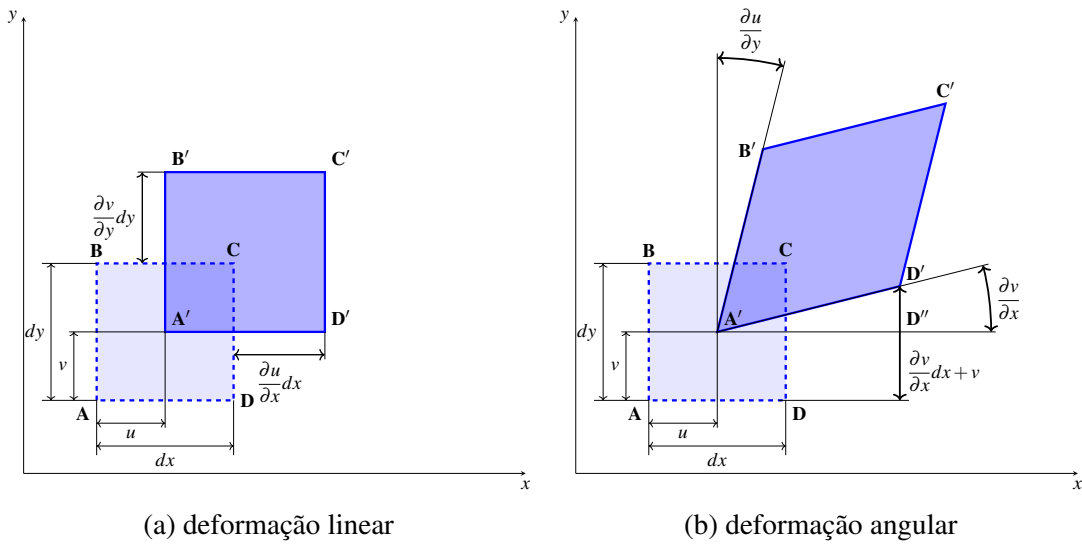 y
B′
C′
∂v/∂y dy
B
C
dy
A′
D′
v
∂u/∂x dx
A
D
u
dx
x
(a) deformação linear
y
∂u/∂y
C′
B′
B
C
D′
∂v/∂x
dy
A′
D′′
v
∂v/∂x dx + v
A
D
u
dx
x
(b) deformação angular